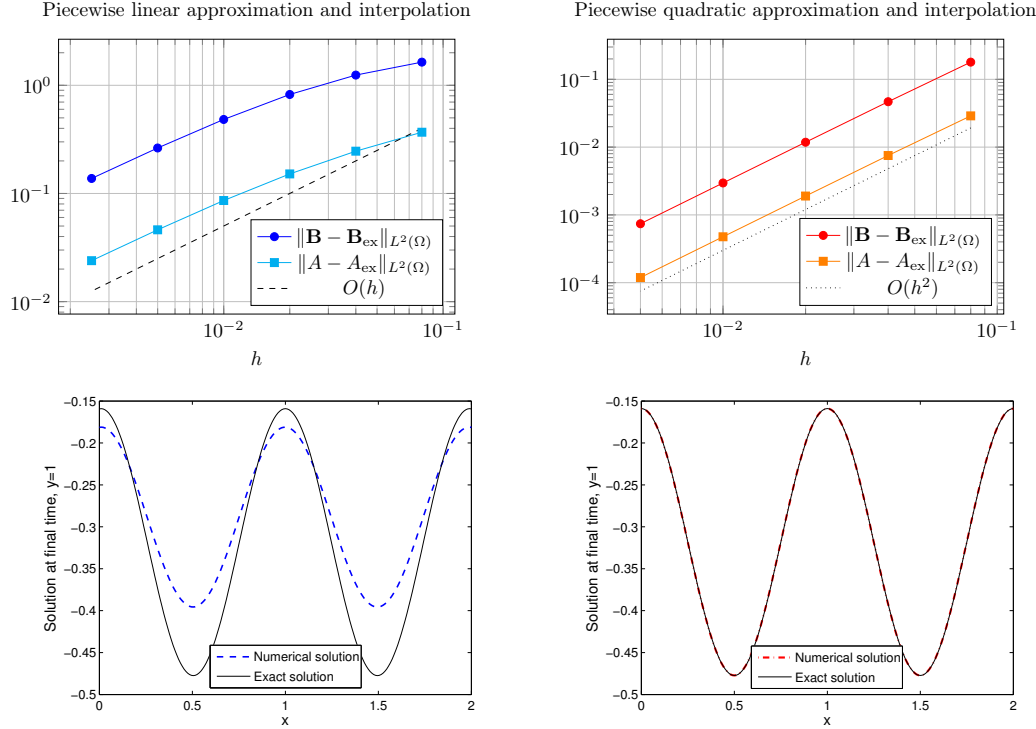 Piecewise linear approximation and interpolation
10^0
10^{-1}
10^{-2}
‖B − B_ex‖_{L^2(Ω)}
‖A − A_ex‖_{L^2(Ω)}
O(h)
10^{-2}
10^{-1}
h
Piecewise quadratic approximation and interpolation
10^{-1}
10^{-2}
10^{-3}
10^{-4}
‖B − B_ex‖_{L^2(Ω)}
‖A − A_ex‖_{L^2(Ω)}
O(h^2)
10^{-2}
10^{-1}
h
Solution at final time, y=1
−0.15
−0.2
−0.25
−0.3
−0.35
−0.4
−0.45
−0.5
Numerical solution
Exact solution
0
0.5
1
1.5
2
x
Solution at final time, y=1
−0.15
−0.2
−0.25
−0.3
−0.35
−0.4
−0.45
−0.5
Numerical solution
Exact solution
0
0.5
1
1.5
2
x